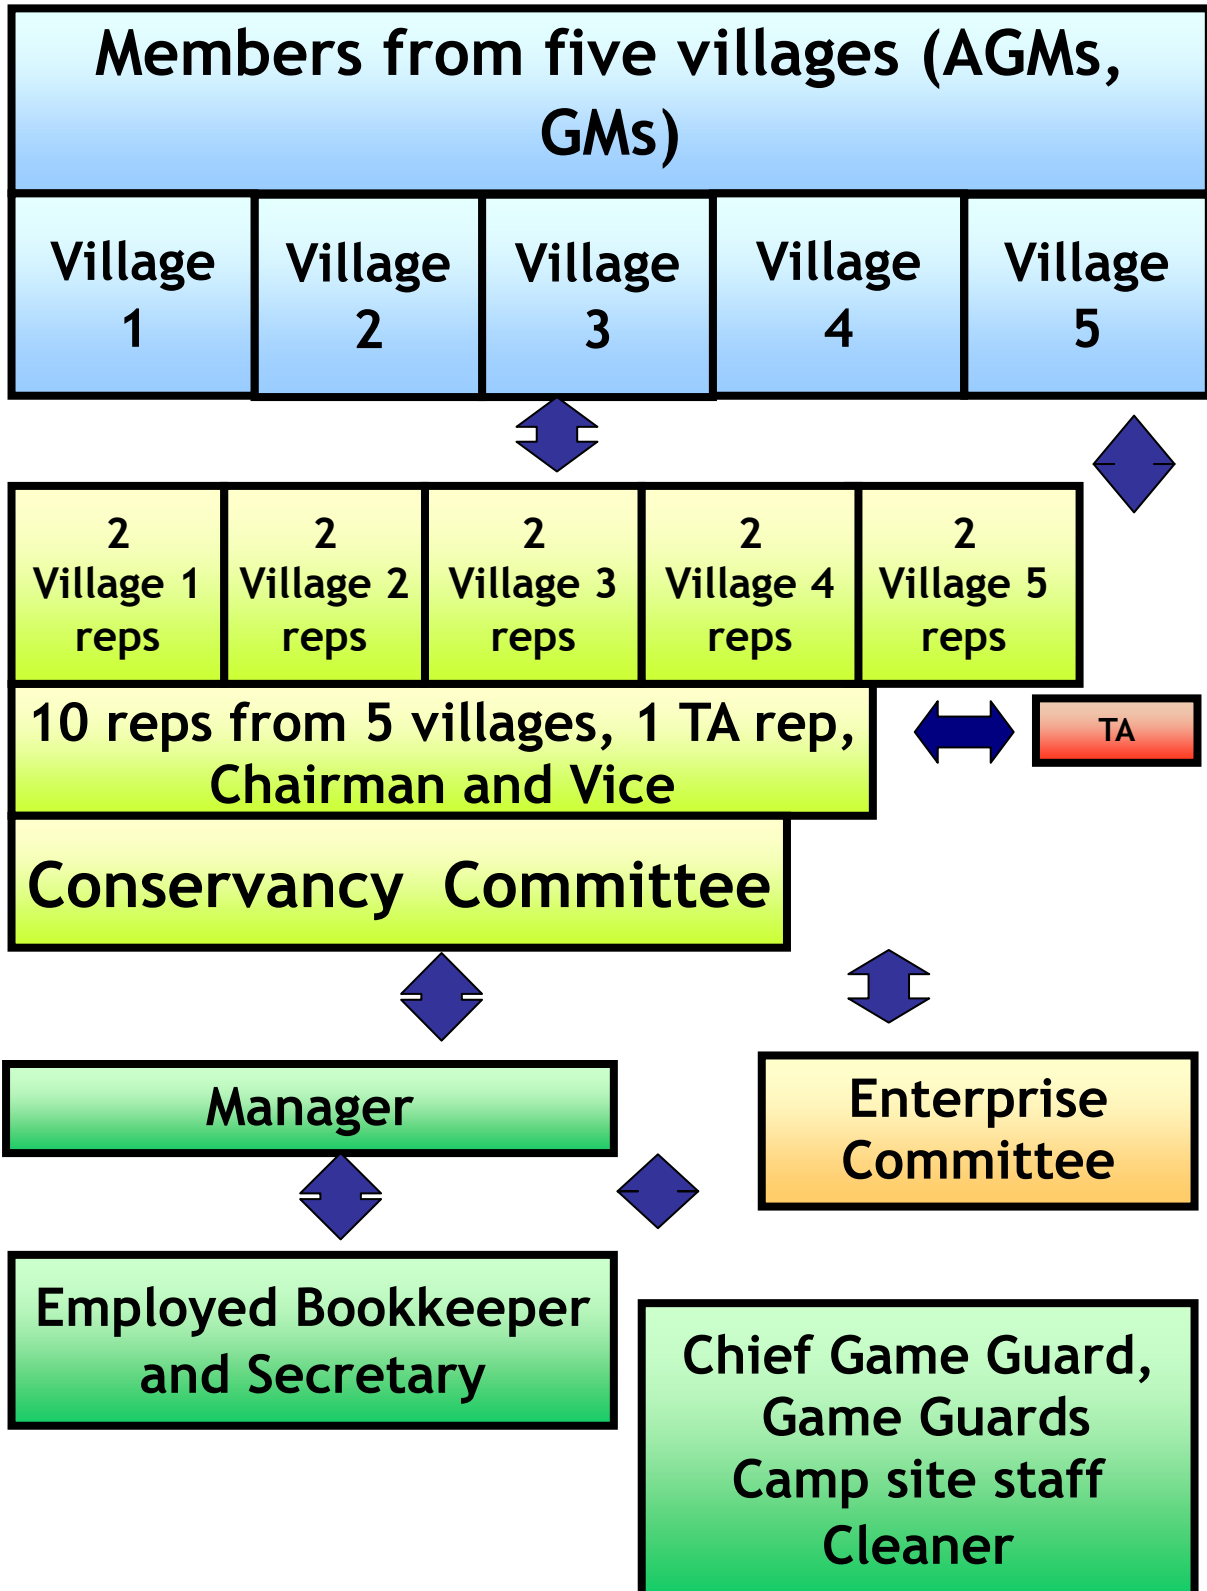 Members from five villages (AGMs,
GMs)
Village
1
Village
2
Village
3
Village
4
Village
5
2
Village 1
reps
2
Village 2
reps
2
Village 3
reps
2
Village 4
reps
2
Village 5
reps
10 reps from 5 villages, 1 TA rep,
Chairman and Vice
TA
Conservancy Committee
Manager
Enterprise
Committee
Employed Bookkeeper
and Secretary
Chief Game Guard,
Game Guards
Camp site staff
Cleaner